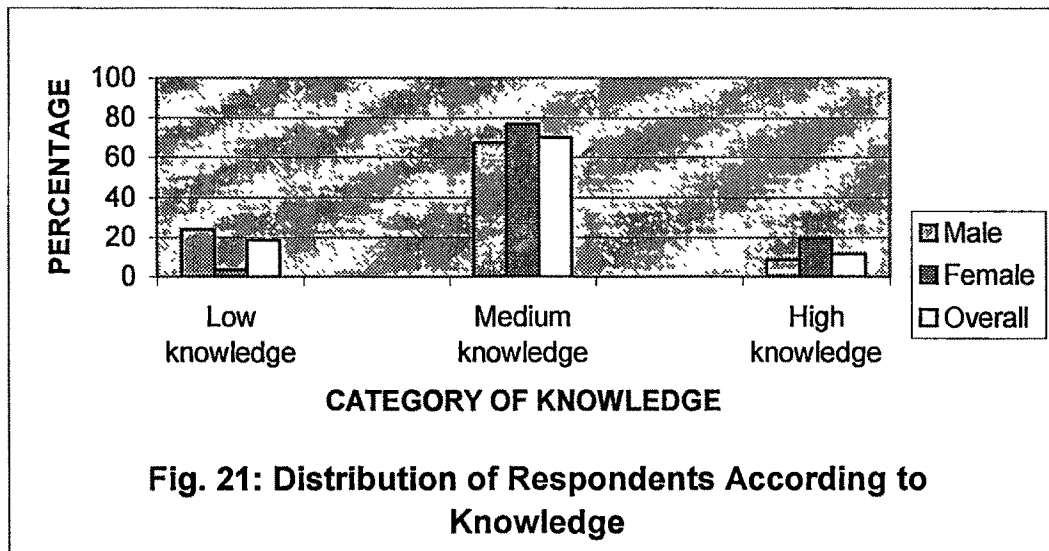 PERCENTAGE
100
80
60
40
20
0
Low
knowledge
Medium
knowledge
High
knowledge
CATEGORY OF KNOWLEDGE
Male
Female
Overall
Fig. 21: Distribution of Respondents According to
Knowledge